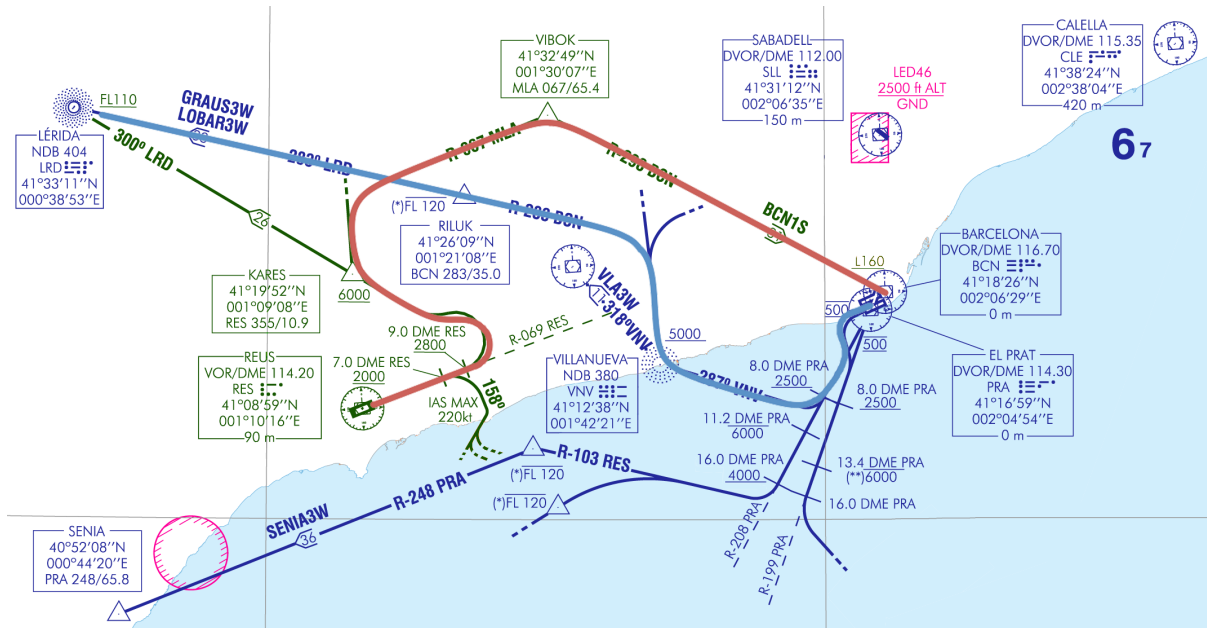 FL110
GRAUS3W
LOBAR3W
LÉRIDA
NDB 404
LRD
41°33'11''N
000°38'53''E
300º LRD
26
38
283º LRD
VIBOK
41°32'49''N
001°30'07''E
MLA 067/65.4
R-067 MLA
R-298 BCN
BCN1S
(*)FL 120
R-283 BCN
RILUK
41°26'09''N
001°21'08''E
BCN 283/35.0
SABADELL
DVOR/DME 112.00
SLL
41°31'12''N
002°06'35''E
150 m
LED46
2500 ft ALT
GND
CALELLA
DVOR/DME 115.35
CLE
41°38'24''N
002°38'04''E
420 m
6 7
KARES
41°19'52''N
001°09'08''E
RES 355/10.9
6000
VLA3W
11
318ºVNV
L160
BARCELONA
DVOR/DME 116.70
BCN
41°18'26''N
002°06'29''E
0 m
500
500
REUS
VOR/DME 114.20
RES
41°08'59''N
001°10'16''E
90 m
9.0 DME RES
2800
7.0 DME RES
2000
R-069 RES
IAS MAX
220kt
158º
5000
VILLANUEVA
NDB 380
VNV
41°12'38''N
001°42'21''E
287º VNV
8.0 DME PRA
2500
8.0 DME PRA
2500
EL PRAT
DVOR/DME 114.30
PRA
41°16'59''N
002°04'54''E
0 m
11.2 DME PRA
6000
16.0 DME PRA
4000
13.4 DME PRA
(**)6000
16.0 DME PRA
R-103 RES
(*)FL 120
(*)FL 120
R-248 PRA
SENIA3W
36
R-208 PRA
R-199 PRA
SENIA
40°52'08''N
000°44'20''E
PRA 248/65.8